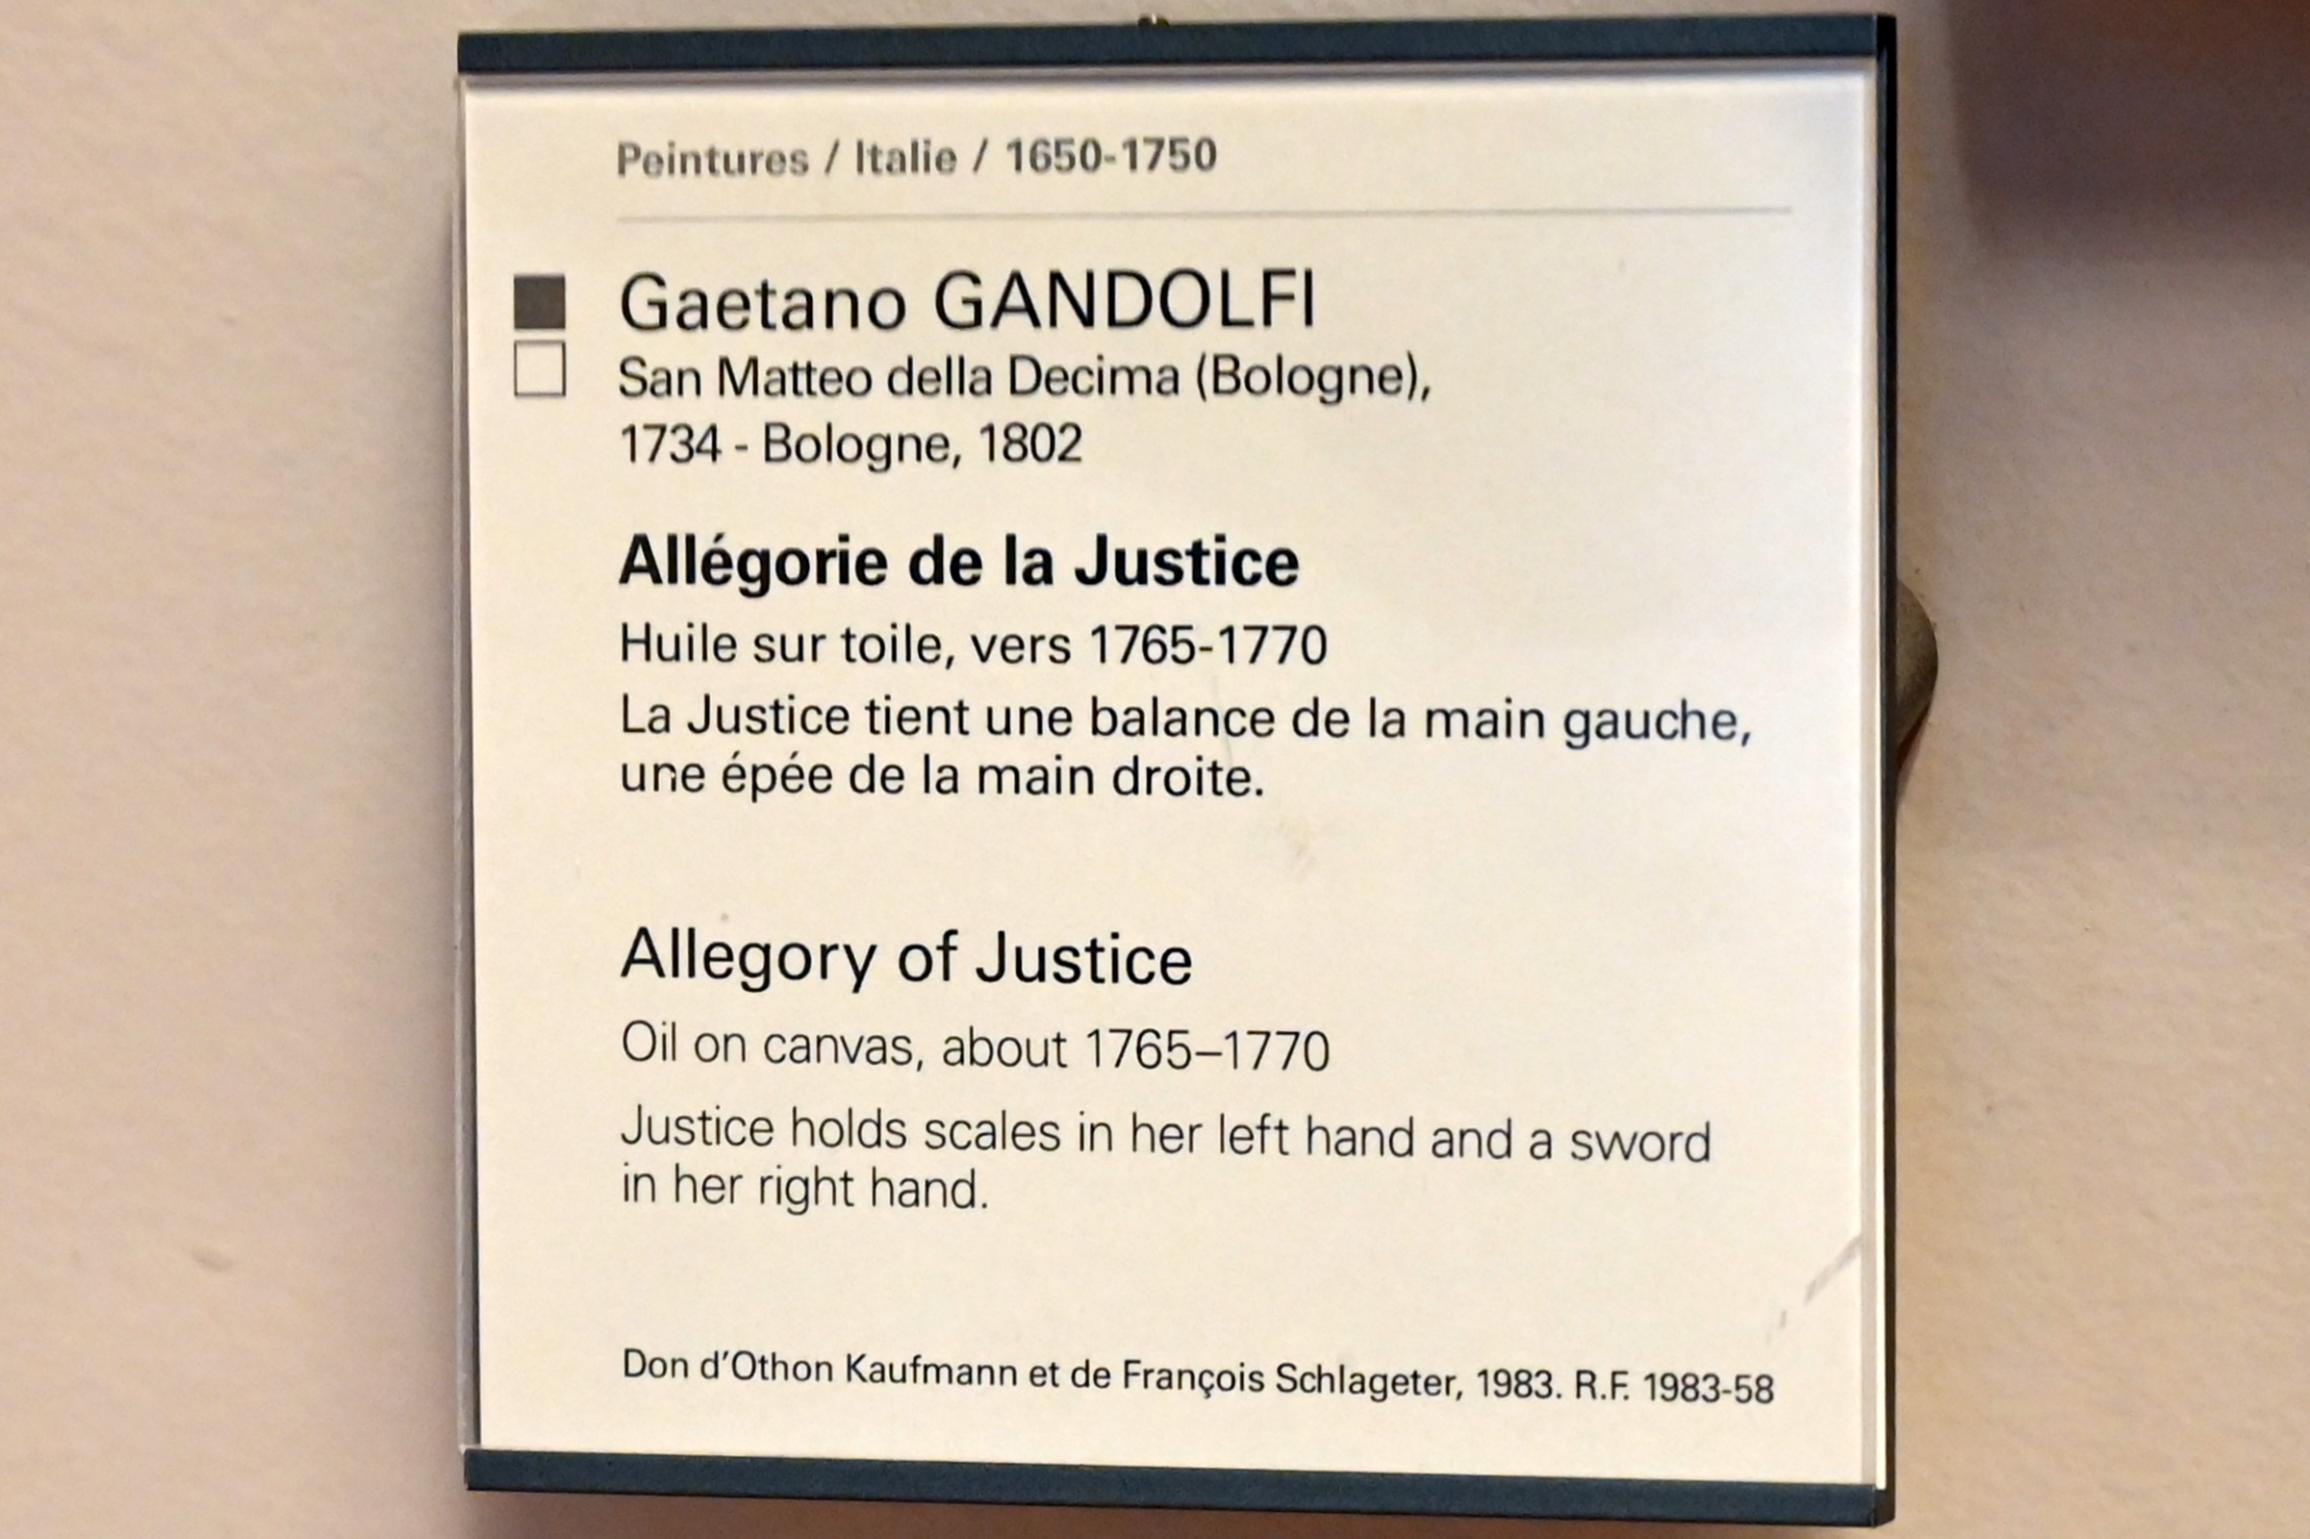 Peintures / Italie / 1650-1750
Gaetano GANDOLFI
San Matteo della Decima (Bologne),
1734 - Bologne, 1802
Allégorie de la Justice
Huile sur toile, vers 1765-1770
La Justice tient une balance de la main gauche,
une épée de la main droite.
Allegory of Justice
Oil on canvas, about 1765–1770
Justice holds scales in her left hand and a sword
in her right hand.
Don d'Othon Kaufmann et de François Schlageter, 1983. R.F. 1983-58